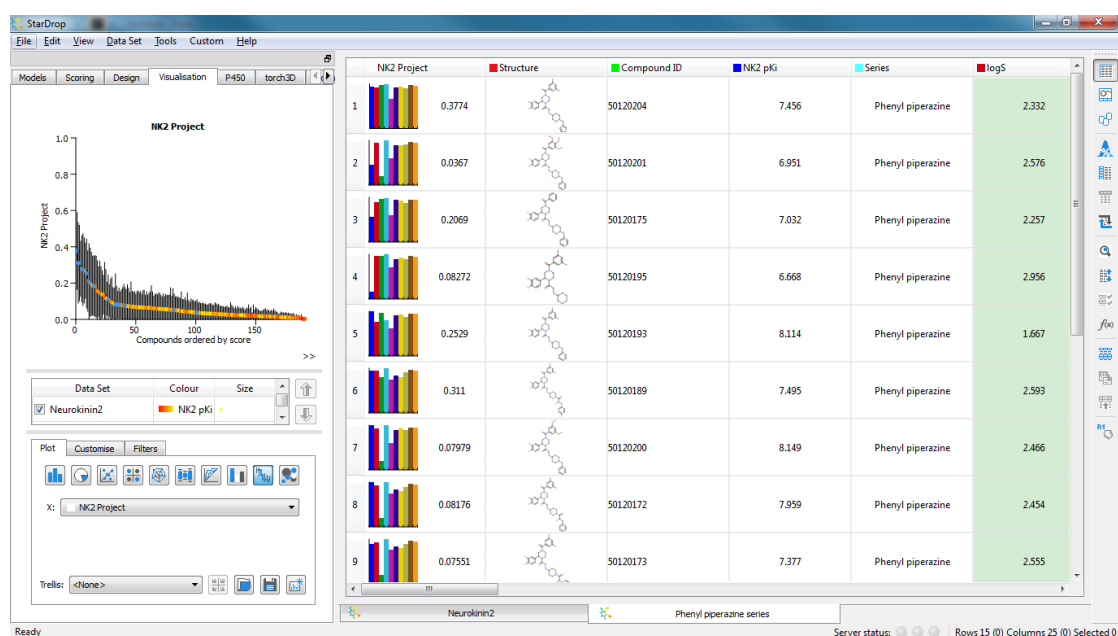 StarDrop
File Edit View Data Set Tools Custom Help
Models Scoring Design Visualisation P450 torch3D
NK2 Project
1.0
0.8
0.6
0.4
0.2
0.0
NK2 Project
0 50 100 150
Compounds ordered by score
>>
Data Set Colour Size
Neurokinin2 NK2 pKi
Plot Customise Filters
X: NK2 Project
Trellis: <None>
NK2 Project Structure Compound ID NK2 pKi Series logS
1 0.3774 50120204 7.456 Phenyl piperazine 2.332
2 0.0367 50120201 6.951 Phenyl piperazine 2.576
3 0.2069 50120175 7.032 Phenyl piperazine 2.257
4 0.08272 50120195 6.668 Phenyl piperazine 2.956
5 0.2529 50120193 8.114 Phenyl piperazine 1.667
6 0.311 50120189 7.495 Phenyl piperazine 2.593
7 0.07979 50120200 8.149 Phenyl piperazine 2.466
8 0.08176 50120172 7.959 Phenyl piperazine 2.454
9 0.07551 50120173 7.377 Phenyl piperazine 2.555
f(x)
R1
Neurokinin2 Phenyl piperazine series
Ready Server status: Rows 15 (0) Columns 25 (0) Selected 0